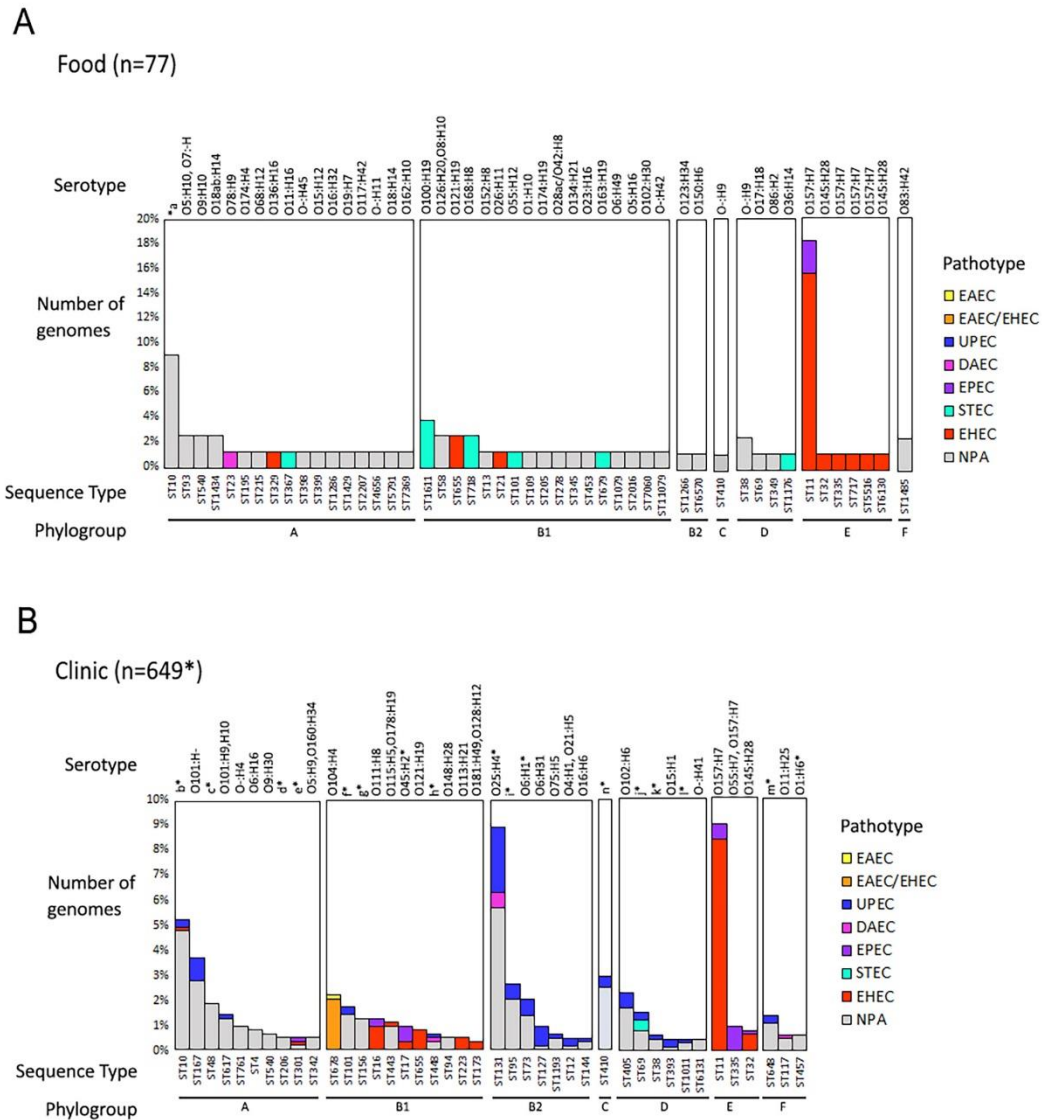 A
Food (n=77)
Serotype
*a
O5:H10, O7:-H
O9:H10
O18ab:H14
O78:H9
O174:H4
O68:H12
O136:H16
O11:H16
O-:H45
O15:H12
O16:H32
O19:H7
O117:H42
O-:H11
O18:H14
O162:H10
O100:H19
O126:H20, O8:H10
O121:H19
O168:H8
O152:H8
O26:H11
O55:H12
O1:H10
O174:H19
O28ac/O42:H8
O134:H21
O23:H16
O163:H19
O6:H49
O5:H16
O102:H30
O-:H42
O123:H34
O150:H6
O-:H9
O-:H9
O17:H18
O86:H2
O36:H14
O157:H7
O145:H28
O157:H7
O157:H7
O157:H7
O145:H28
O83:H42
Number of
genomes
20%
18%
16%
14%
12%
10%
8%
6%
4%
2%
0%
Pathotype
EAEC
EAEC/EHEC
UPEC
DAEC
EPEC
STEC
EHEC
NPA
Sequence Type
ST10
ST93
ST540
ST1434
ST23
ST195
ST215
ST329
ST367
ST398
ST399
ST1286
ST1429
ST2207
ST4656
ST5791
ST7369
ST1611
ST58
ST655
ST718
ST13
ST21
ST101
ST109
ST205
ST278
ST345
ST453
ST679
ST1079
ST2016
ST7060
ST11079
ST1266
ST6570
ST410
ST38
ST69
ST349
ST1176
ST11
ST32
ST335
ST717
ST5516
ST6130
ST1485
Phylogroup
A
B1
B2
C
D
E
F
B
Clinic (n=649*)
Serotype
b*
O101:H-
c*
O101:H9,H10
O-:H4
O6:H16
O9:H30
d*
e*
O5:H9,O160:H34
O104:H4
f*
g*
O111:H8
O115:H5,O178:H19
O45:H2*
O121:H19
h*
O148:H28
O113:H21
O181:H49,O128:H12
O25:H4*
i*
O6:H1*
O6:H31
O75:H5
O4:H1, O21:H5
O16:H6
n*
O102:H6
j*
k*
O15:H1
l*
O-:H41
O157:H7
O55:H7, O157:H7
O145:H28
m*
O11:H25
O1:H6*
Number of
genomes
10%
9%
8%
7%
6%
5%
4%
3%
2%
1%
0%
Pathotype
EAEC
EAEC/EHEC
UPEC
DAEC
EPEC
STEC
EHEC
NPA
Sequence Type
ST10
ST167
ST48
ST617
ST761
ST4
ST540
ST206
ST301
ST342
ST678
ST101
ST156
ST16
ST443
ST17
ST655
ST448
ST94
ST223
ST173
ST131
ST95
ST73
ST127
ST1193
ST12
ST144
ST410
ST405
ST69
ST38
ST393
ST1011
ST6131
ST11
ST335
ST32
ST648
ST117
ST457
Phylogroup
A
B1
B2
C
D
E
F